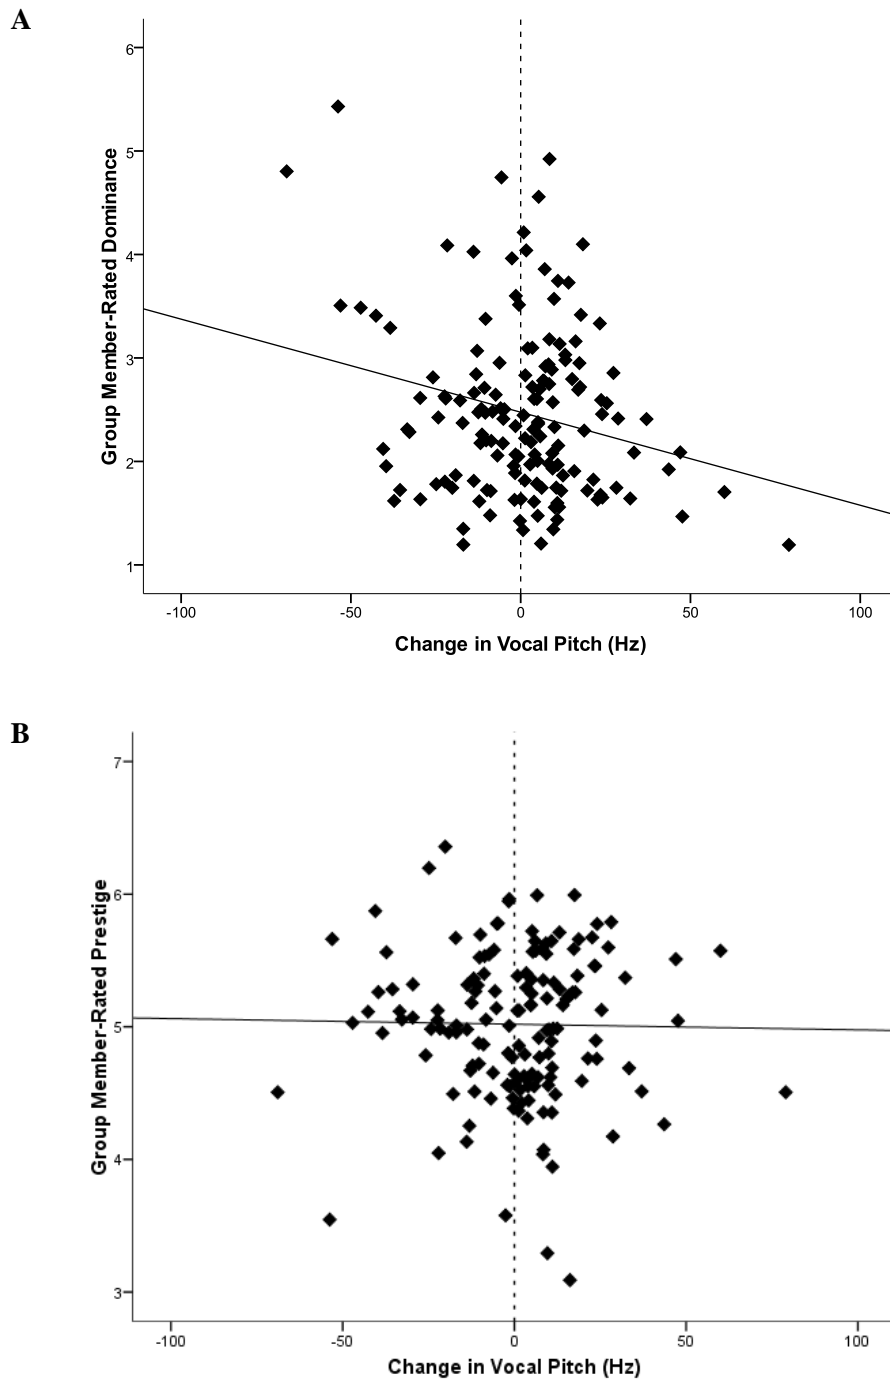 A
Group Member-Rated Dominance
6
5
4
3
2
1
-100 -50 0 50 100
Change in Vocal Pitch (Hz)
B
Group Member-Rated Prestige
7
6
5
4
3
-100 -50 0 50 100
Change in Vocal Pitch (Hz)